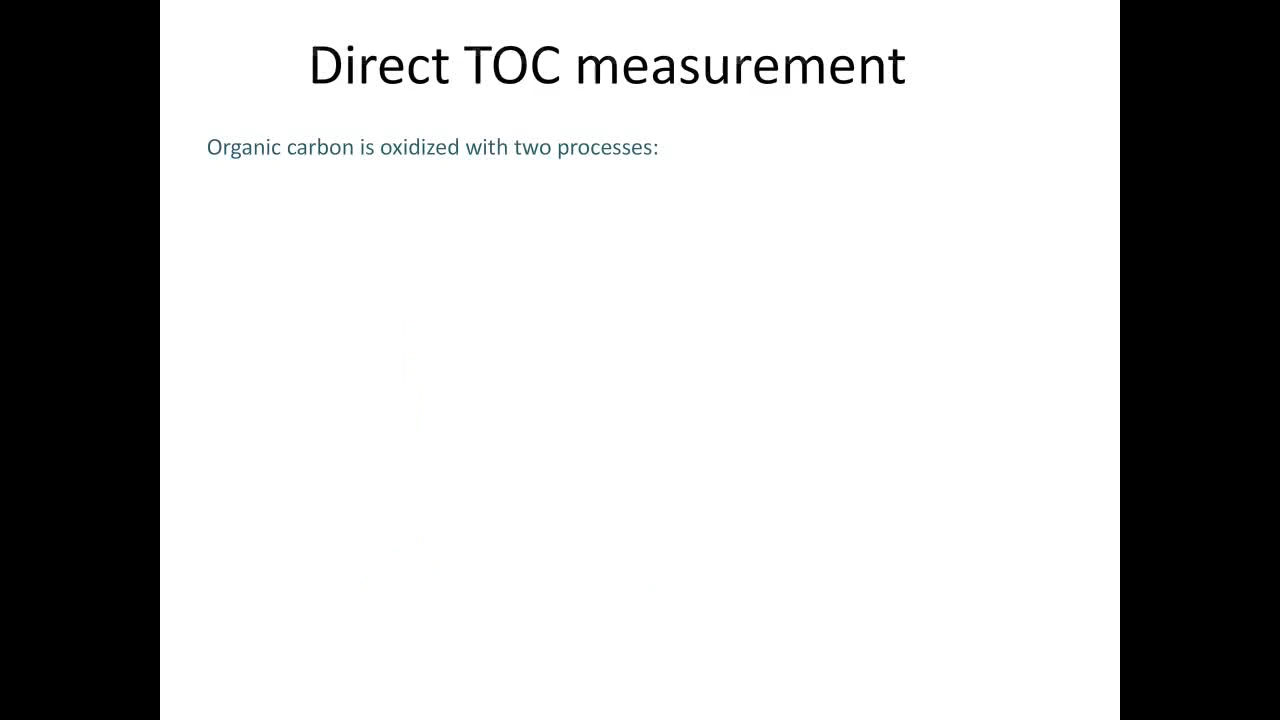 Direct TOC measurement
Organic carbon is oxidized with two processes: